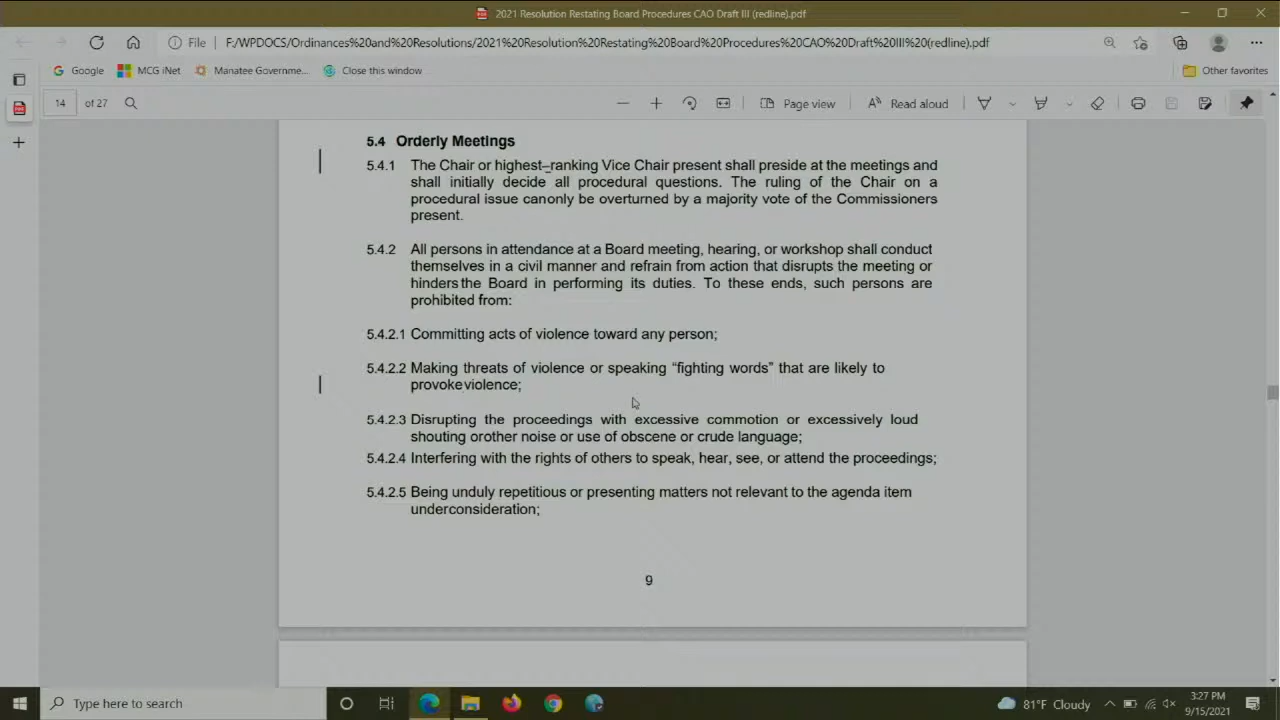 2021 Resolution Restating Board Procedures CAO Draft III (redline).pdf
File F:/WPDOCS/Ordinances%20and%20Resolutions/2021%20Resolution%20Restating%20Board%20Procedures%20CAO%20Draft%20III%20(redline).pdf
Google MCG iNet Manatee Governme... Close this window Other favorites
14 of 27 Page view Read aloud
5.4 Orderly Meetings
5.4.1 The Chair or highest-ranking Vice Chair present shall preside at the meetings and
shall initially decide all procedural questions. The ruling of the Chair on a
procedural issue canonly be overturned by a majority vote of the Commissioners
present.
5.4.2 All persons in attendance at a Board meeting, hearing, or workshop shall conduct
themselves in a civil manner and refrain from action that disrupts the meeting or
hindersthe Board in performing its duties. To these ends, such persons are
prohibited from:
5.4.2.1 Committing acts of violence toward any person;
5.4.2.2 Making threats of violence or speaking “fighting words” that are likely to
provokeviolence;
5.4.2.3 Disrupting the proceedings with excessive commotion or excessively loud
shouting orother noise or use of obscene or crude language;
5.4.2.4 Interfering with the rights of others to speak, hear, see, or attend the proceedings;
5.4.2.5 Being unduly repetitious or presenting matters not relevant to the agenda item
underconsideration;
9
Type here to search 81°F Cloudy 3:27 PM
9/15/2021